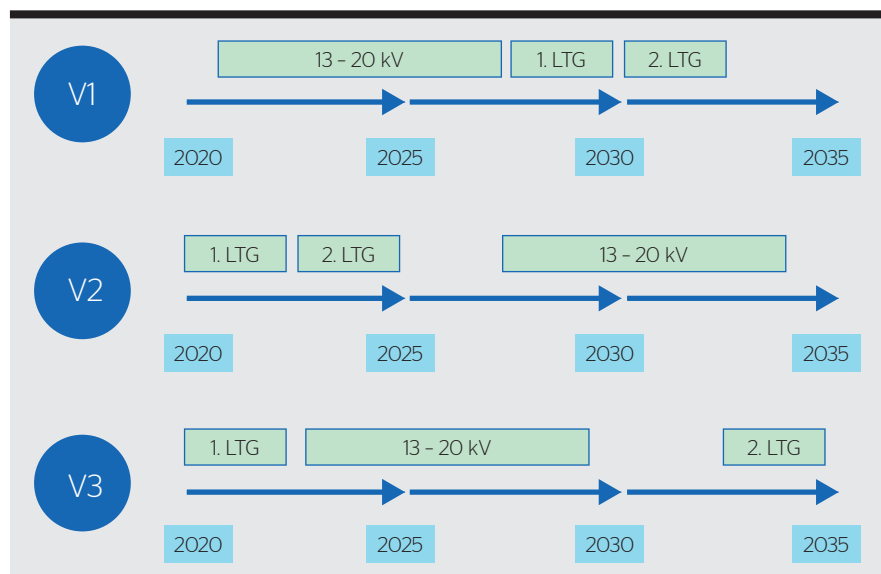 V1
13 - 20 kV 1. LTG 2. LTG
2020 2025 2030 2035
V2
1. LTG 2. LTG 13 - 20 kV
2020 2025 2030 2035
V3
1. LTG 13 - 20 kV 2. LTG
2020 2025 2030 2035